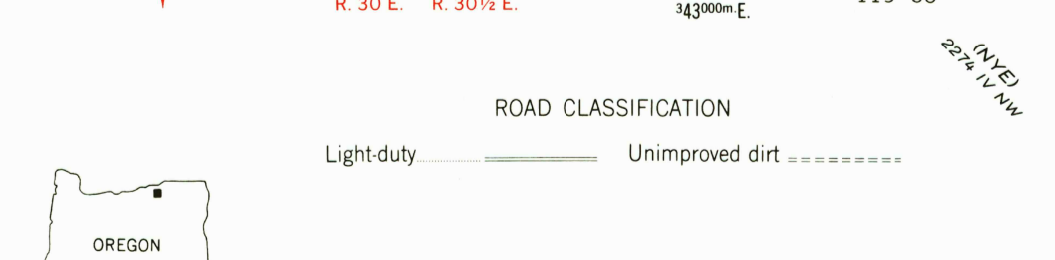 R. 30 E. R. 30½ E.
³43⁰⁰⁰ᵐ·E.
(NYE)
2274 IV NW
ROAD CLASSIFICATION
Light-duty
Unimproved dirt
OREGON